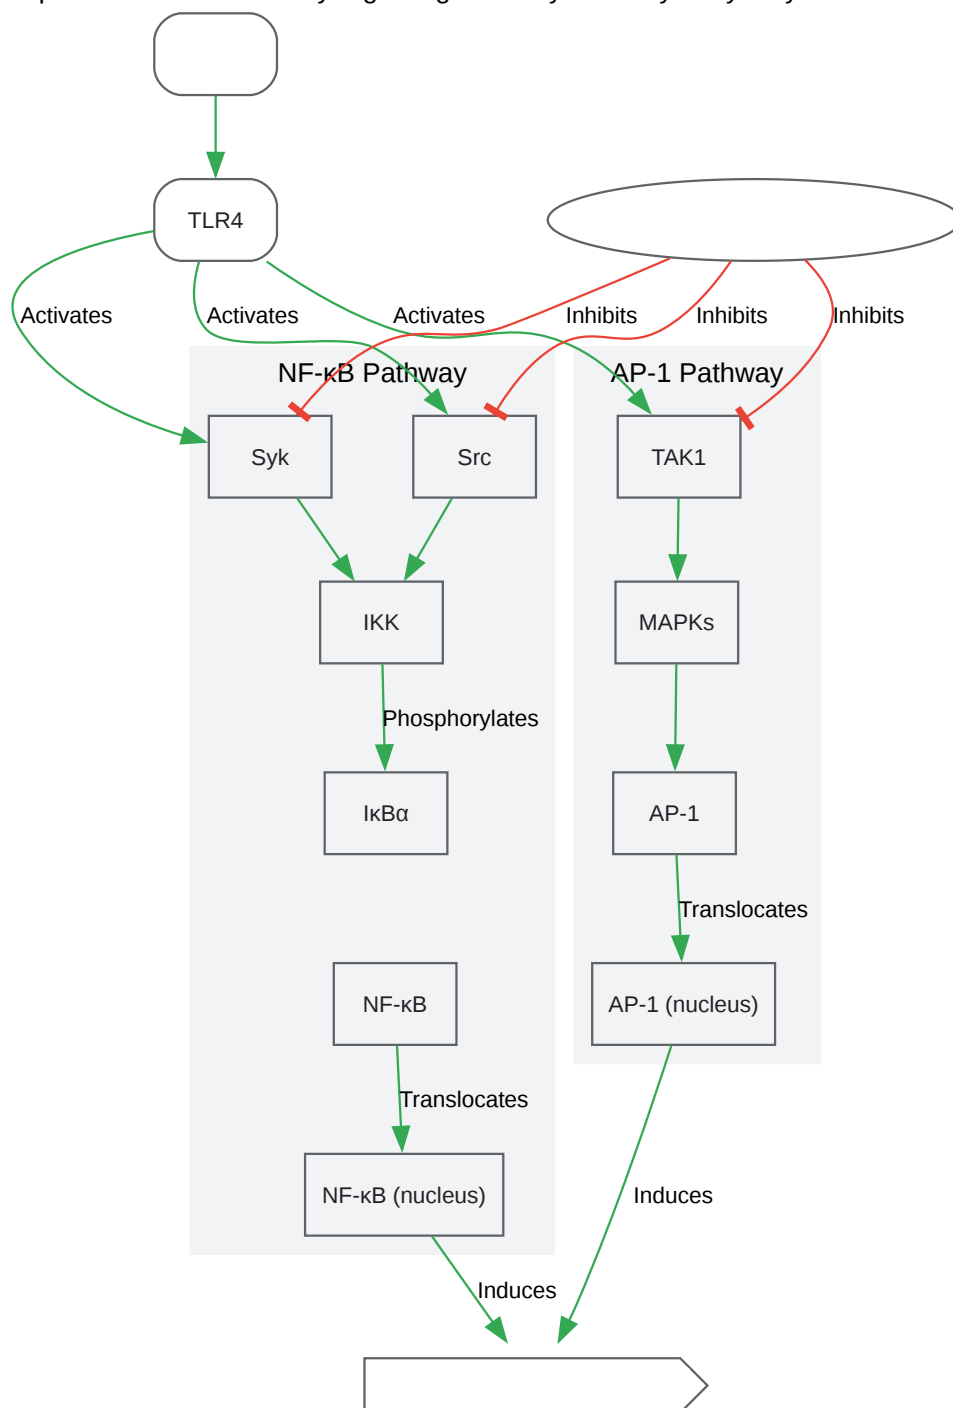 TLR4
Activates
Activates
Activates
Inhibits
Inhibits
Inhibits
NF-κB Pathway
AP-1 Pathway
Syk
Src
TAK1
IKK
MAPKs
Phosphorylates
IκBα
AP-1
Translocates
NF-κB
AP-1 (nucleus)
Translocates
NF-κB (nucleus)
Induces
Induces